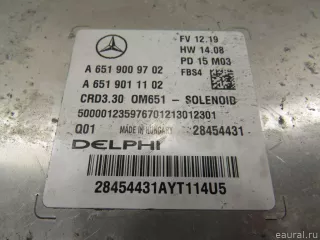 FV 12.19
HW 14.08
A 651 900 97 02
PD 15 M03
FBS4
A 651 901 11 02
CRD3.30 OM651 - SOLENOID
500001235976701213012301
Q01 MADE IN HUNGARY 28454431
DELPHI
28454431AYT114U5
© eaural.ru